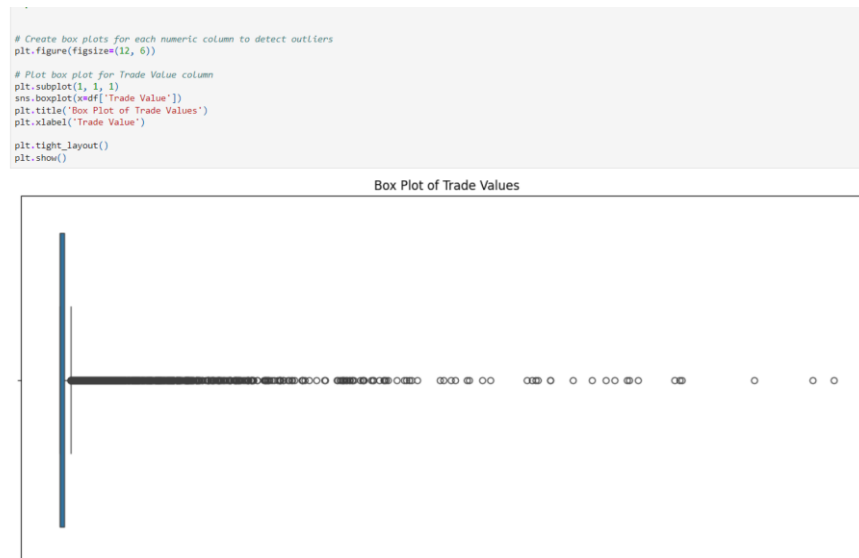 # Create box plots for each numeric column to detect outliers
plt.figure(figsize=(12, 6))
# Plot box plot for Trade Value column
plt.subplot(1, 1, 1)
sns.boxplot(x=df['Trade Value'])
plt.title('Box Plot of Trade Values')
plt.xlabel('Trade Value')
plt.tight_layout()
plt.show()
Box Plot of Trade Values